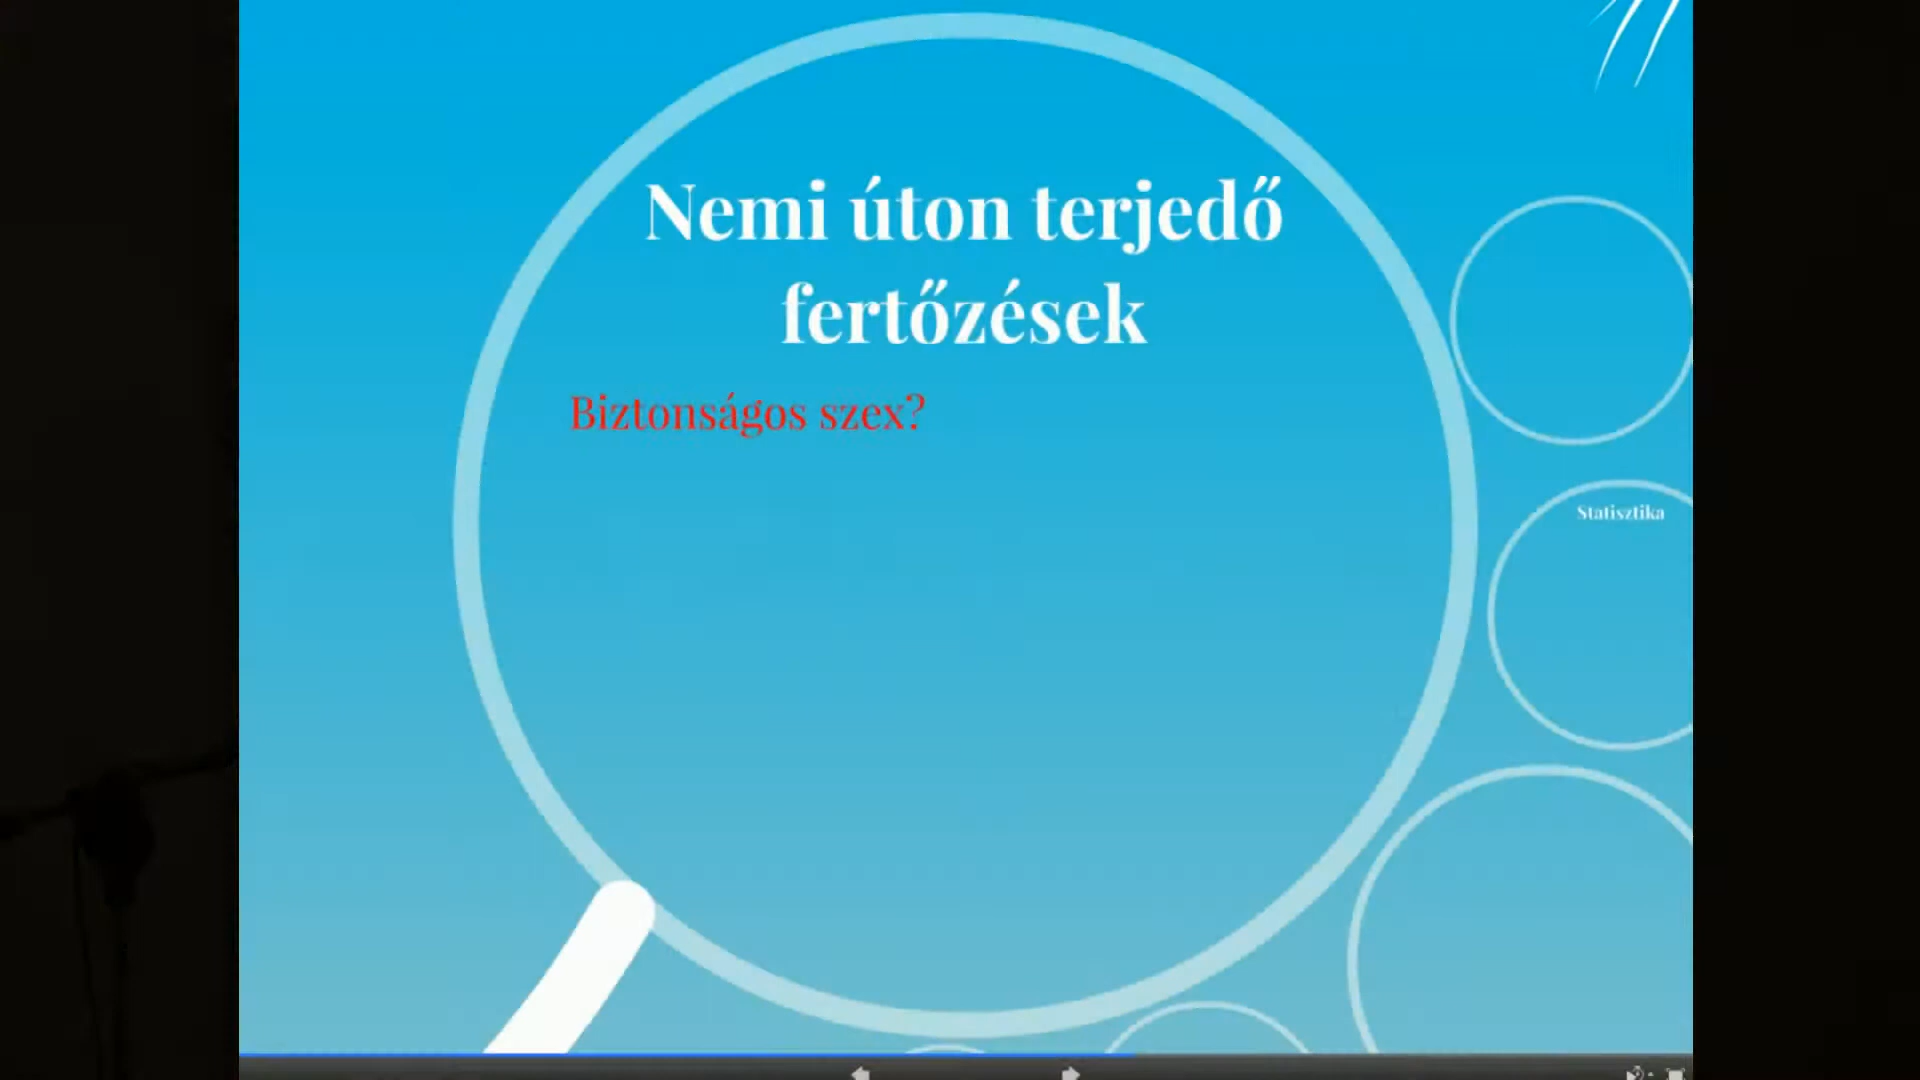 Nemi úton terjedő
fertőzések
Biztonságos szex?
Statisztika